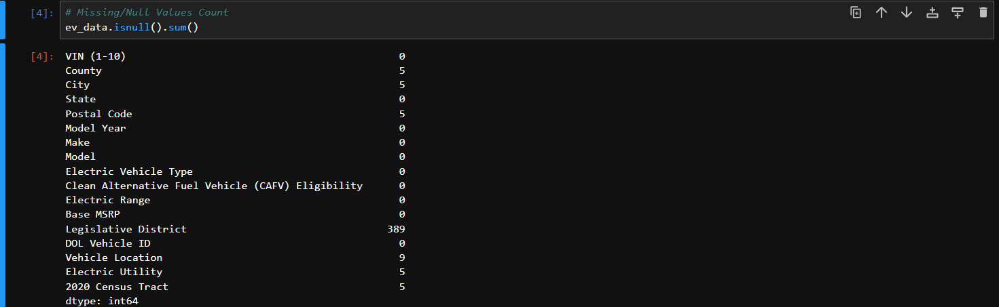 [4]: # Missing/Null Values Count
ev_data.isnull().sum()
[4]: VIN (1-10) 0
County 5
City 5
State 0
Postal Code 5
Model Year 0
Make 0
Model 0
Electric Vehicle Type 0
Clean Alternative Fuel Vehicle (CAFV) Eligibility 0
Electric Range 0
Base MSRP 0
Legislative District 389
DOL Vehicle ID 0
Vehicle Location 9
Electric Utility 5
2020 Census Tract 5
dtype: int64